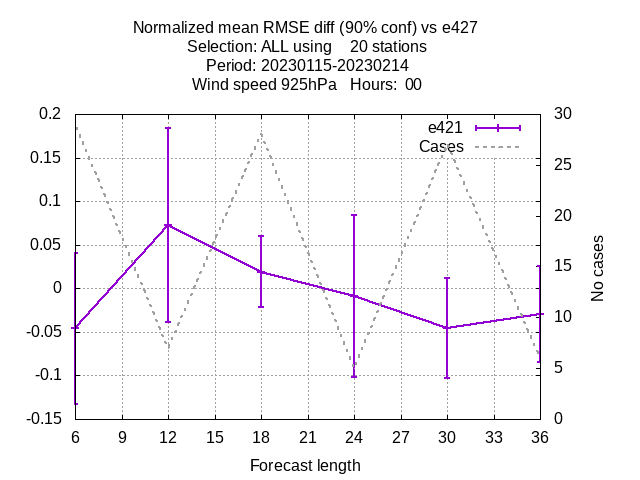 Normalized mean RMSE diff (90% conf) vs e427
Selection: ALL using 20 stations
Period: 20230115-20230214
Wind speed 925hPa Hours: 00
0.2
0.15
0.1
0.05
0
-0.05
-0.1
-0.15
30
25
20
15
10
5
0
e421
Cases
No cases
6 9 12 15 18 21 24 27 30 33 36
Forecast length